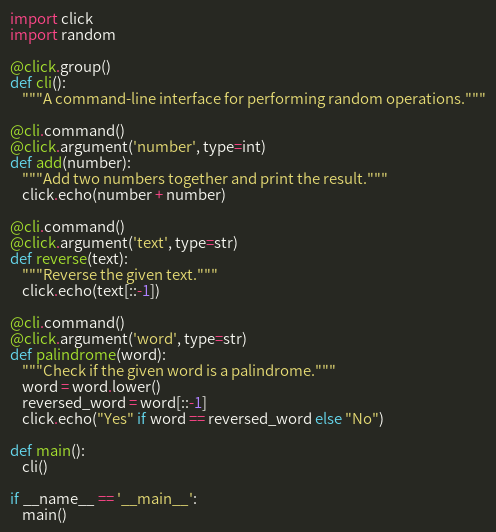 import click
import random

@click.group()
def cli():
    """A command-line interface for performing random operations."""

@cli.command()
@click.argument('number', type=int)
def add(number):
    """Add two numbers together and print the result."""
    click.echo(number + number)

@cli.command()
@click.argument('text', type=str)
def reverse(text):
    """Reverse the given text."""
    click.echo(text[::-1])

@cli.command()
@click.argument('word', type=str)
def palindrome(word):
    """Check if the given word is a palindrome."""
    word = word.lower()
    reversed_word = word[::-1]
    click.echo("Yes" if word == reversed_word else "No")

def main():
    cli()

if __name__ == '__main__':
    main()